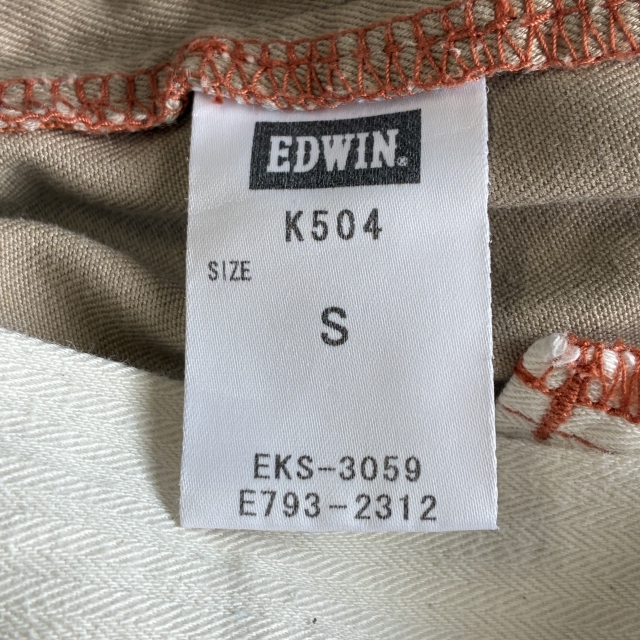 EDWIN®
K504
SIZE
S
EKS-3059
E793-2312